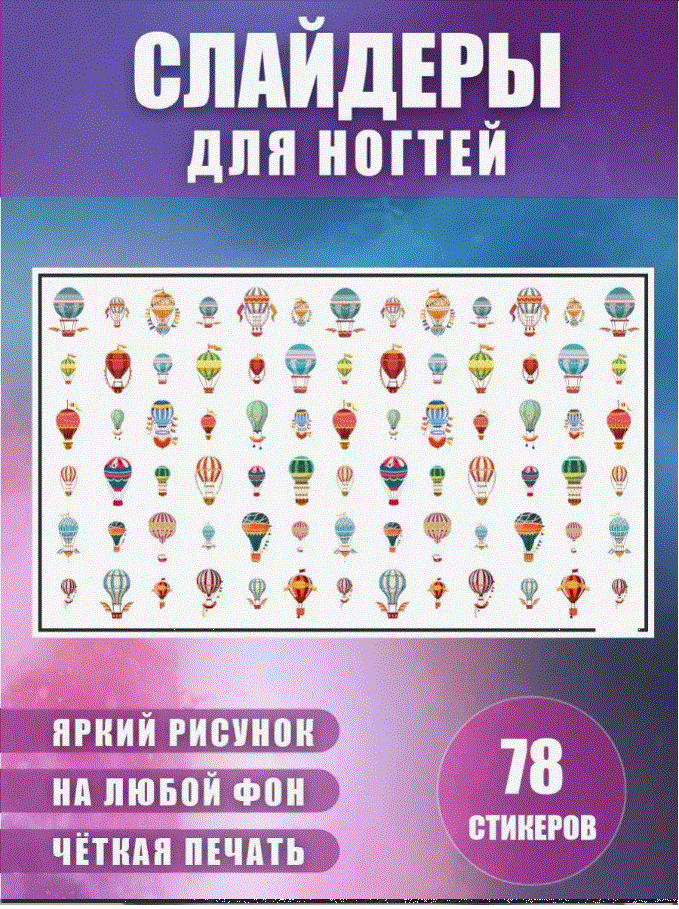 СЛАЙДЕРЫ
ДЛЯ НОГТЕЙ
ЯРКИЙ РИСУНОК
НА ЛЮБОЙ ФОН
ЧЁТКАЯ ПЕЧАТЬ
78
СТИКЕРОВ